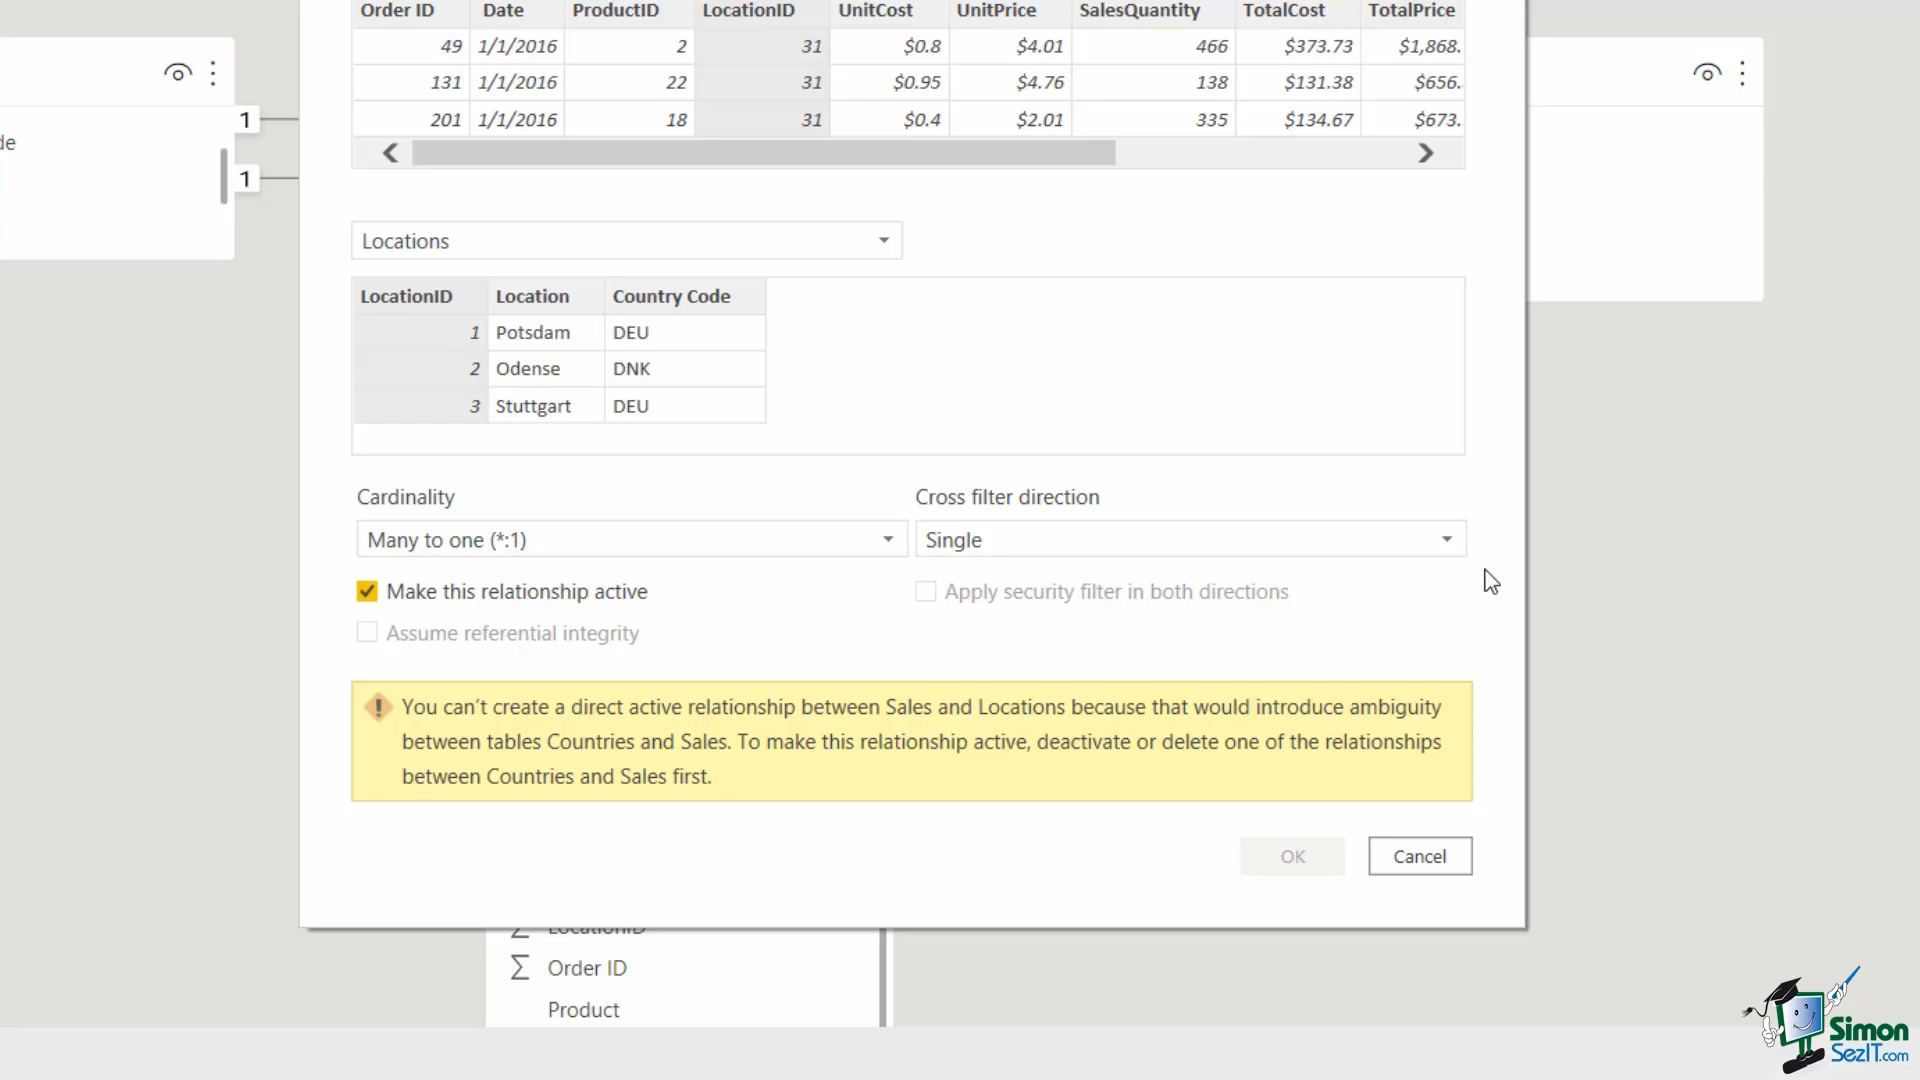 Order ID Date ProductID LocationID UnitCost UnitPrice SalesQuantity TotalCost TotalPrice
49 1/1/2016 2 31 $0.8 $4.01 466 $373.73 $1,868.
131 1/1/2016 22 31 $0.95 $4.76 138 $131.38 $656.
201 1/1/2016 18 31 $0.4 $2.01 335 $134.67 $673.
1
de
1
Locations
LocationID Location Country Code
1 Potsdam DEU
2 Odense DNK
3 Stuttgart DEU
Cardinality Cross filter direction
Many to one (*:1) Single
Make this relationship active Apply security filter in both directions
Assume referential integrity
You can't create a direct active relationship between Sales and Locations because that would introduce ambiguity
between tables Countries and Sales. To make this relationship active, deactivate or delete one of the relationships
between Countries and Sales first.
OK Cancel
LocationID
Order ID
Product
Simon
SezIT.com